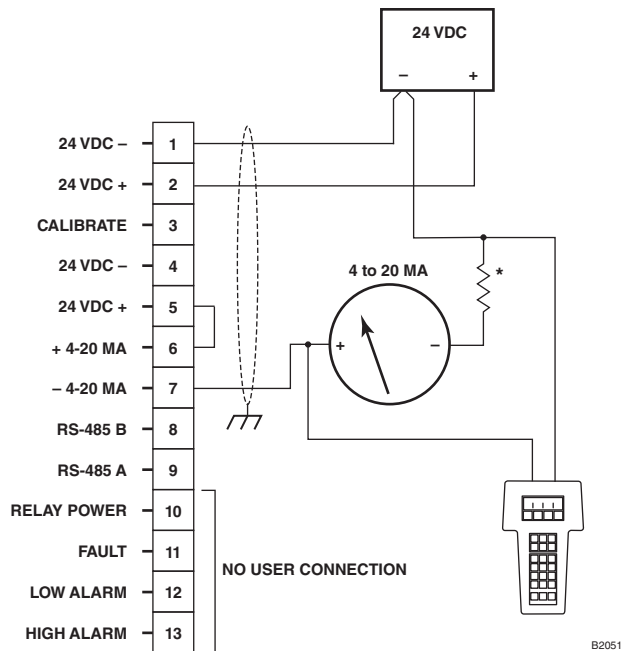 24 VDC
– +
24 VDC – 1
24 VDC + 2
CALIBRATE 3
24 VDC – 4
24 VDC + 5
+ 4-20 MA 6
– 4-20 MA 7
RS-485 B 8
RS-485 A 9
RELAY POWER 10
FAULT 11
LOW ALARM 12
HIGH ALARM 13
4 to 20 MA
+ –
*
NO USER CONNECTION
B2051